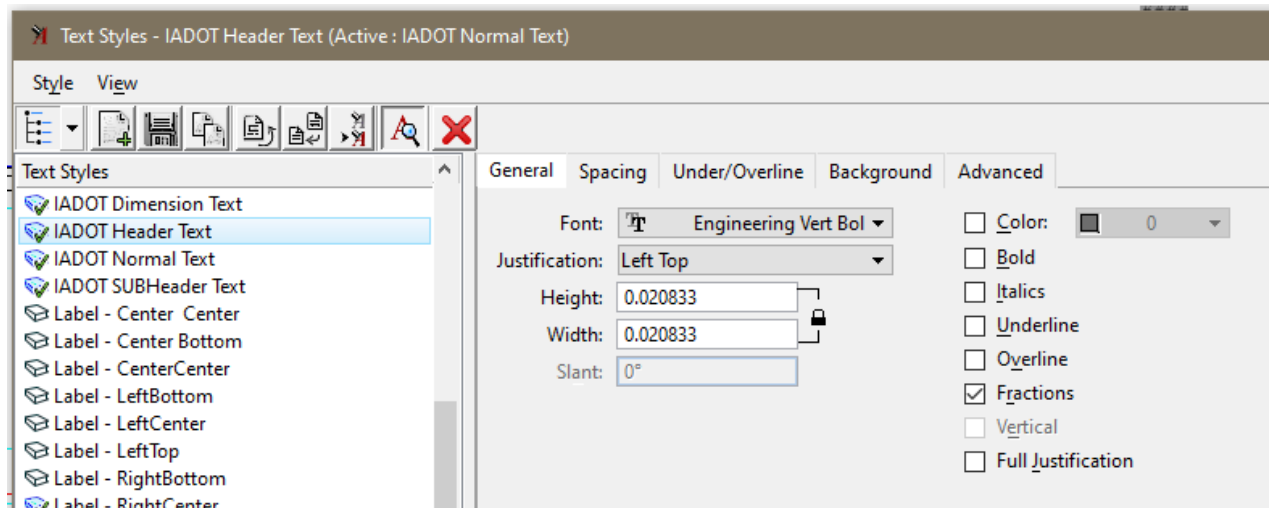 Text Styles - IADOT Header Text (Active : IADOT Normal Text)
Style View
Text Styles
IADOT Dimension Text
IADOT Header Text
IADOT Normal Text
IADOT SUBHeader Text
Label - Center  Center
Label - Center Bottom
Label - CenterCenter
Label - LeftBottom
Label - LeftCenter
Label - LeftTop
Label - RightBottom
Label - RightCenter
General Spacing Under/Overline Background Advanced
Font: Engineering Vert Bol
Justification: Left Top
Height: 0.020833
Width: 0.020833
Slant: 0°
Color: 0
Bold
Italics
Underline
Overline
Fractions
Vertical
Full Justification